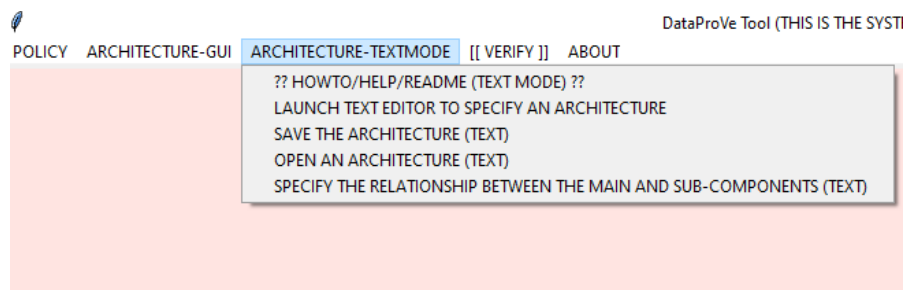 DataProVe Tool (THIS IS THE SYSTE
POLICY ARCHITECTURE-GUI ARCHITECTURE-TEXTMODE [[ VERIFY ]] ABOUT
?? HOWTO/HELP/README (TEXT MODE) ??
LAUNCH TEXT EDITOR TO SPECIFY AN ARCHITECTURE
SAVE THE ARCHITECTURE (TEXT)
OPEN AN ARCHITECTURE (TEXT)
SPECIFY THE RELATIONSHIP BETWEEN THE MAIN AND SUB-COMPONENTS (TEXT)